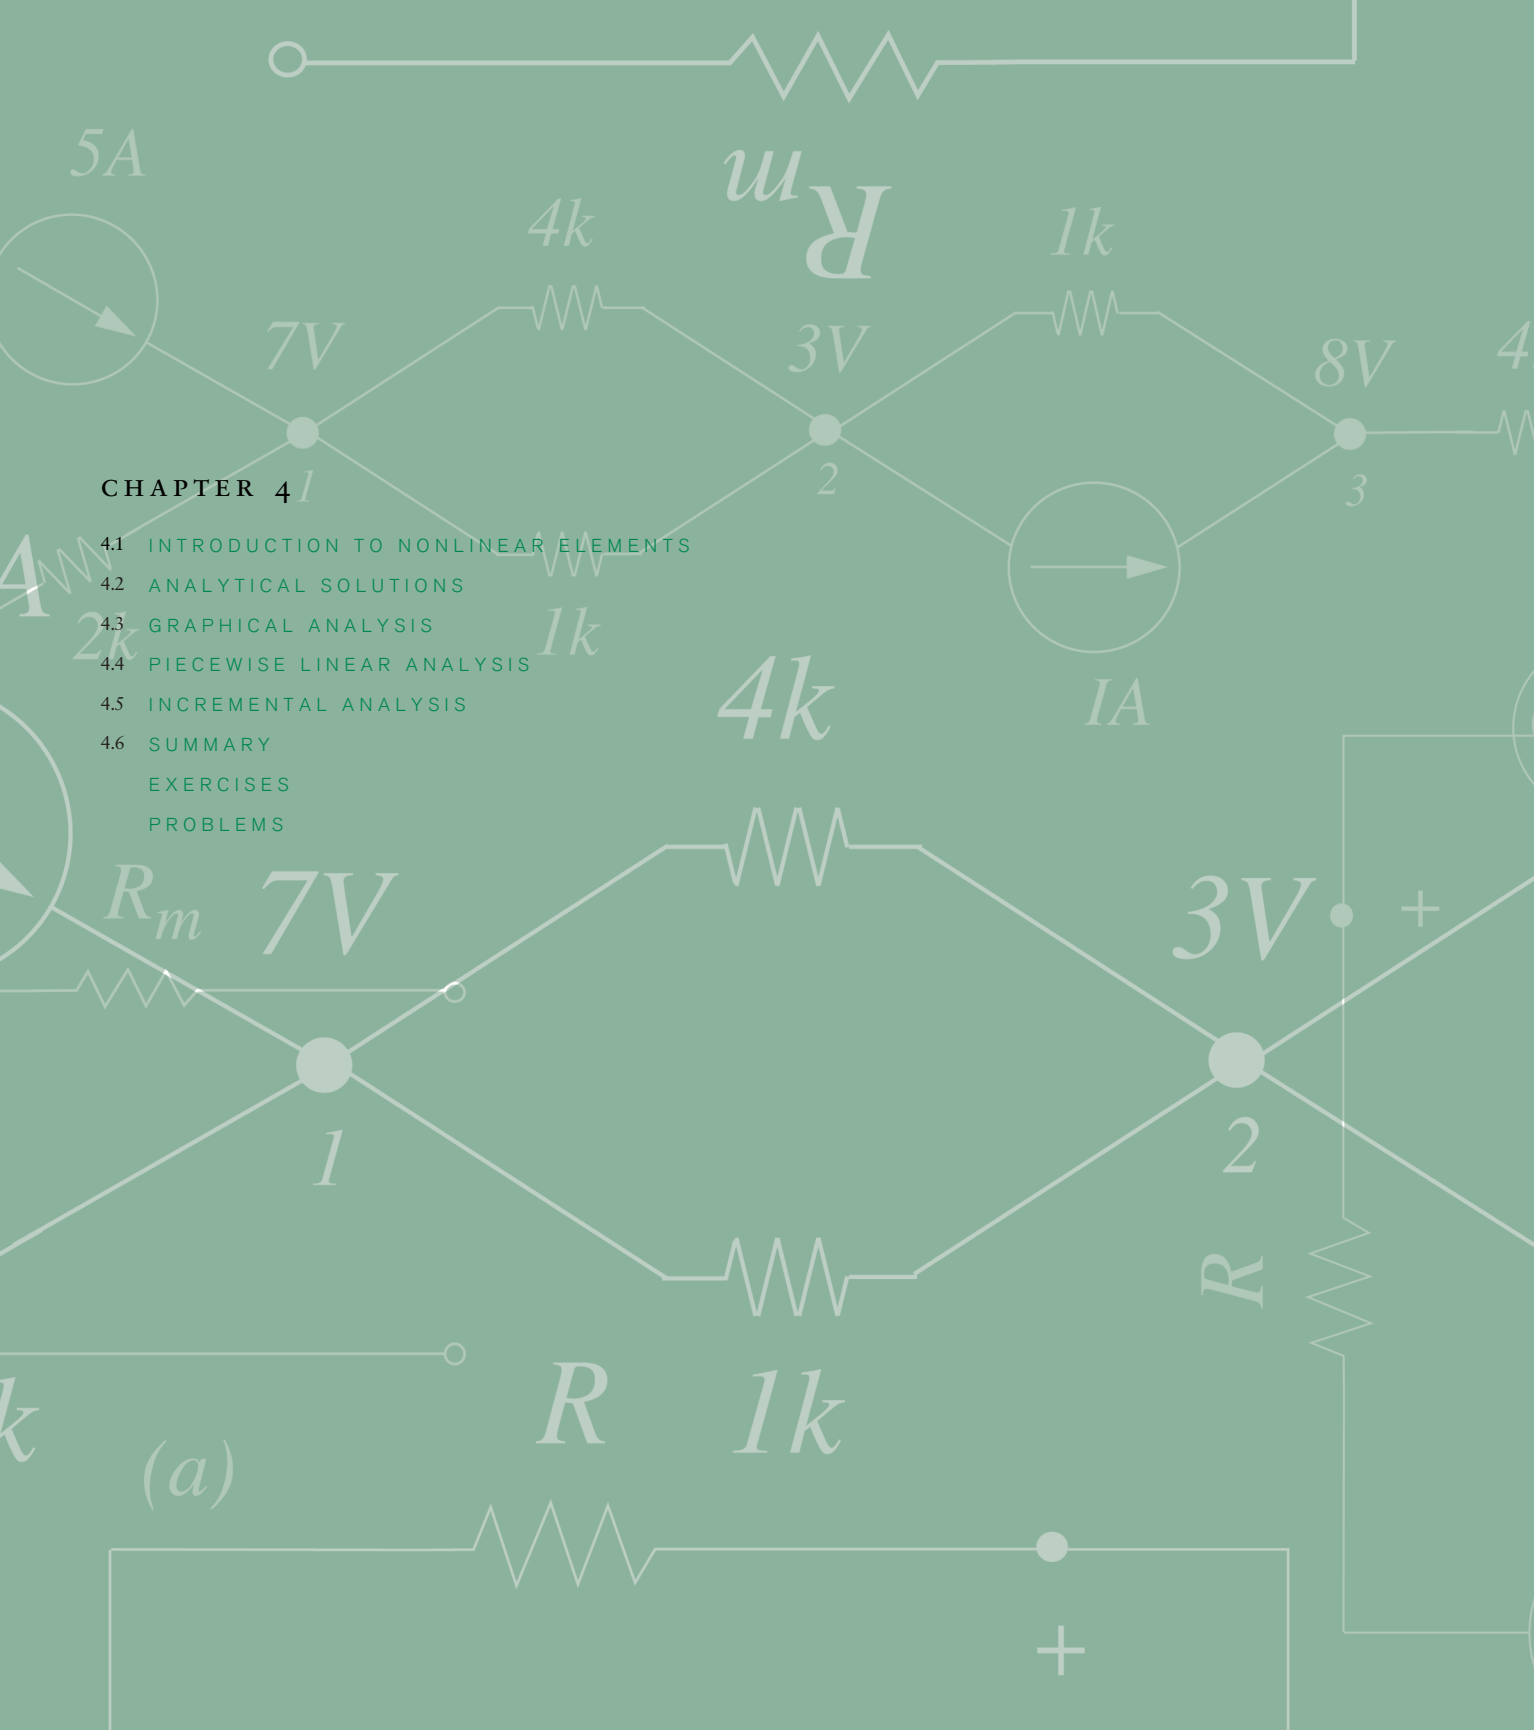 5A
m
R
4k
1k
7V
3V
8V
4
CHAPTER 4
1
2
3
4.1 INTRODUCTION TO NONLINEAR ELEMENTS
4.2 ANALYTICAL SOLUTIONS
A
4.3 GRAPHICAL ANALYSIS
2k
1k
4.4 PIECEWISE LINEAR ANALYSIS
4.5 INCREMENTAL ANALYSIS
4k
1A
4.6 SUMMARY
EXERCISES
PROBLEMS
Rm
7V
3V
+
1
2
R
R
1k
k
(a)
+